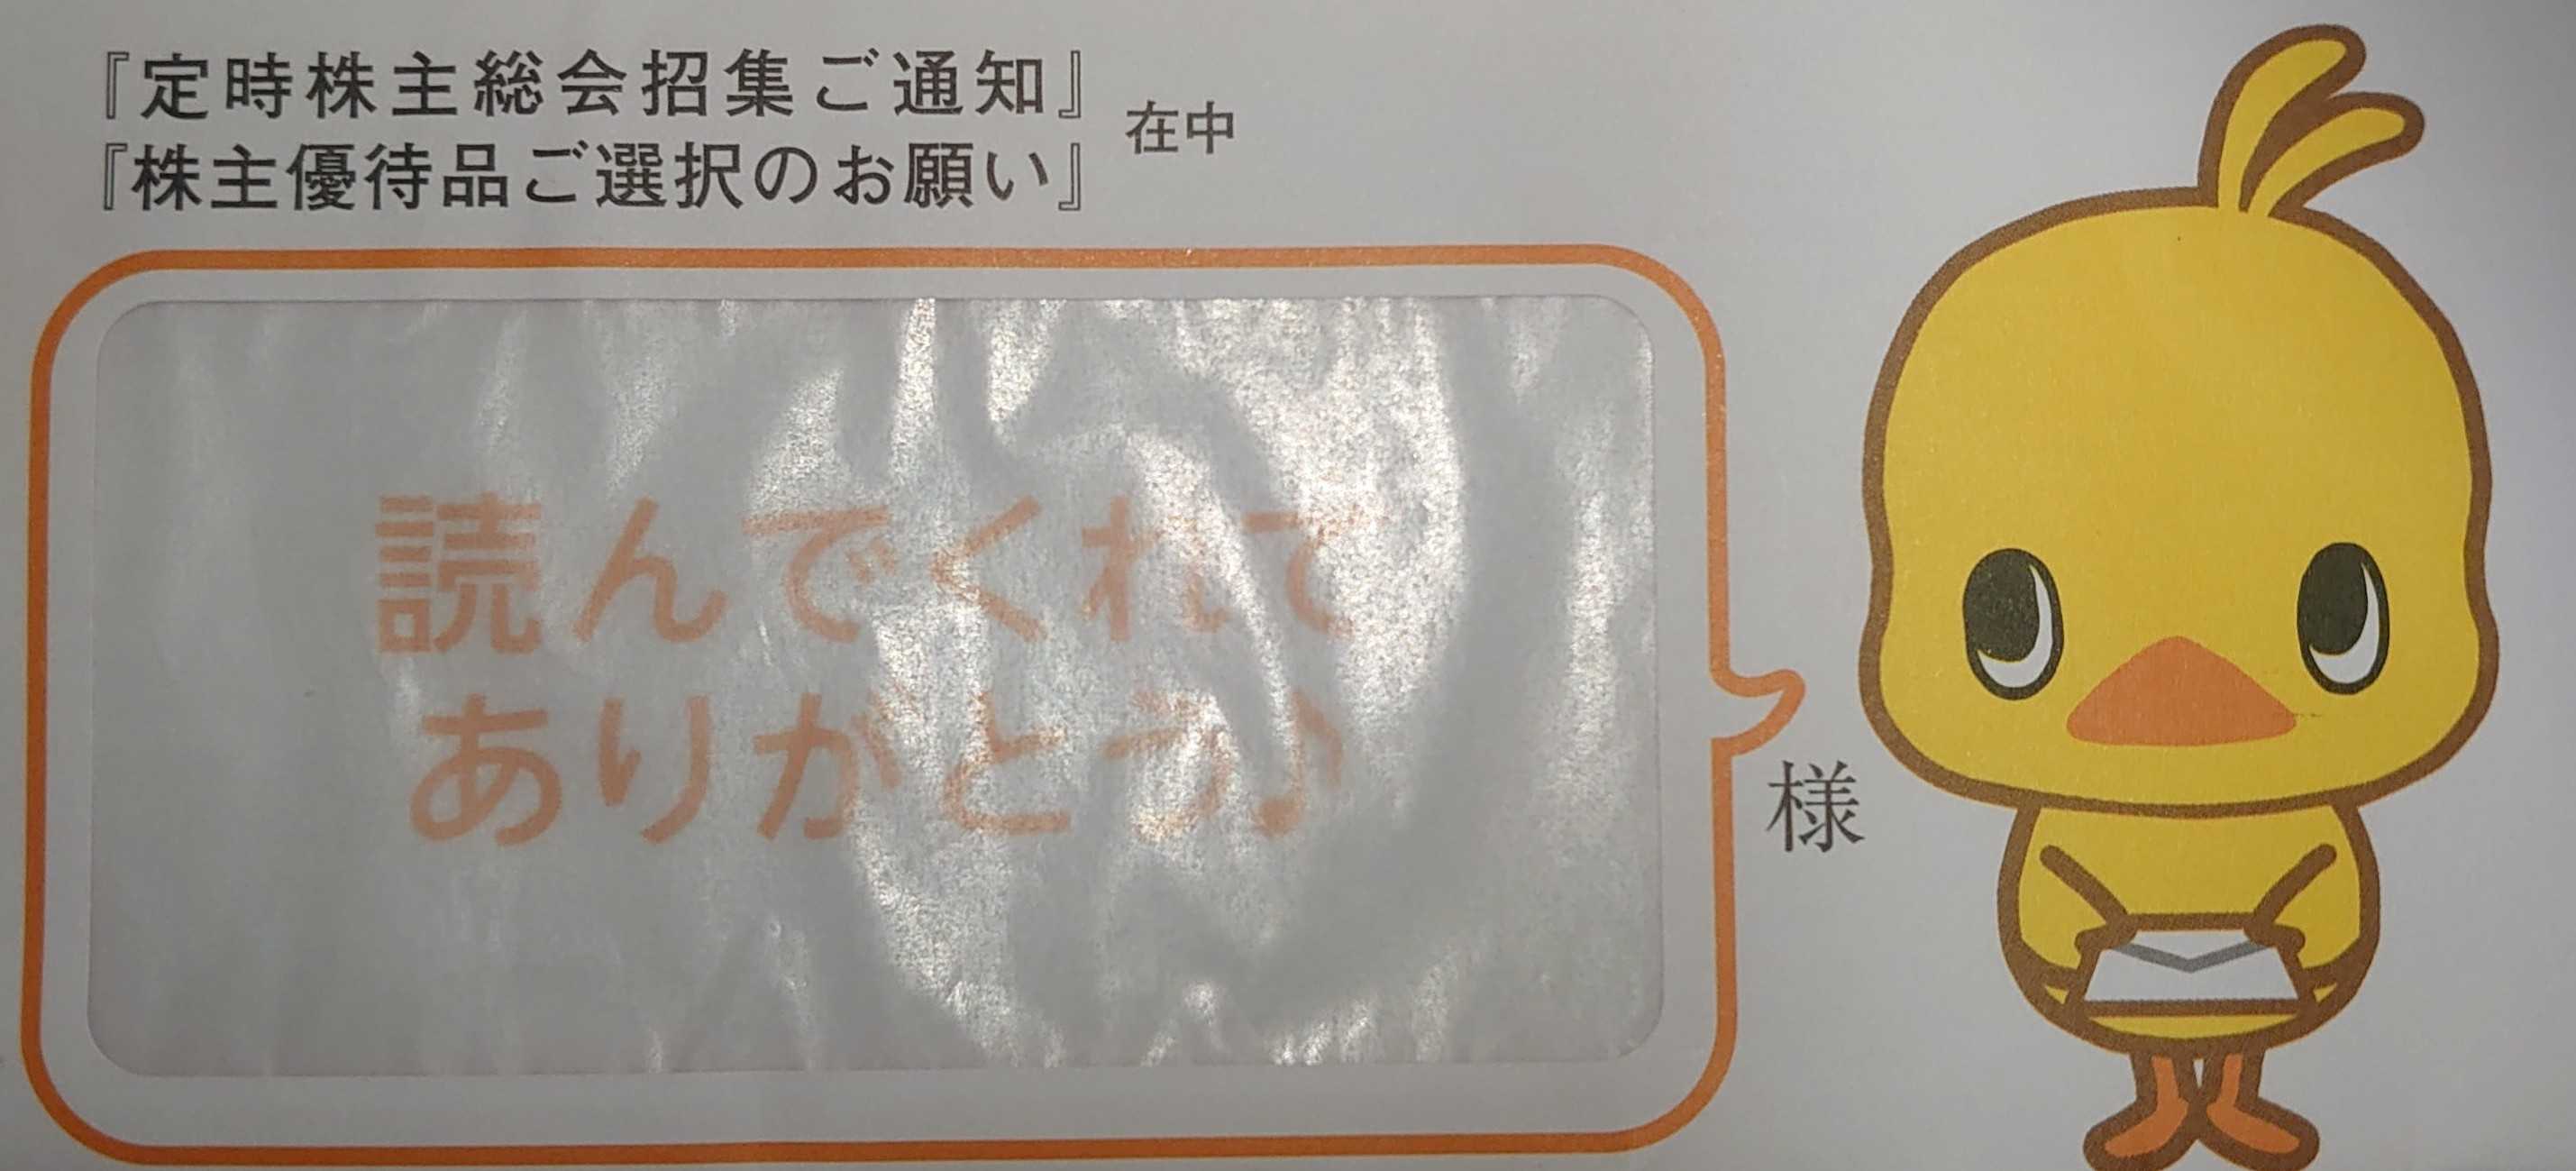 『定時株主総会招集ご通知』
『株主優待品ご選択のお願い』
在中
読んでくれて
ありがとう♪
様